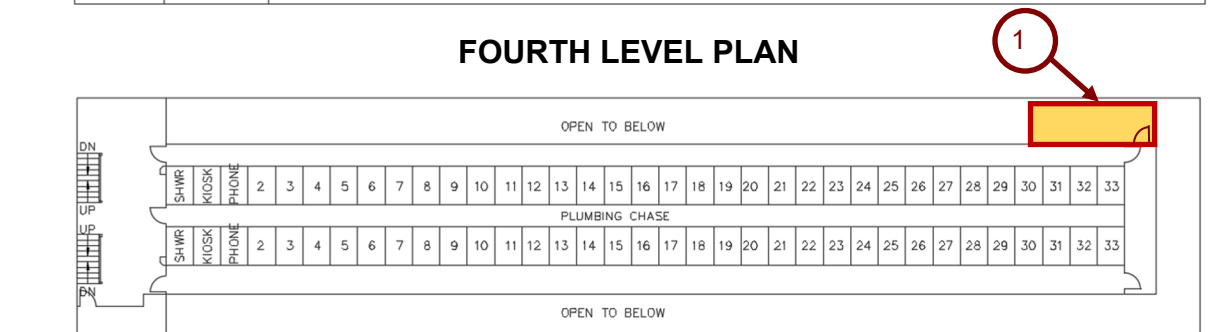 FOURTH LEVEL PLAN
1
OPEN TO BELOW
DN
SHWR KIOSK PHONE 2 3 4 5 6 7 8 9 10 11 12 13 14 15 16 17 18 19 20 21 22 23 24 25 26 27 28 29 30 31 32 33
UP
PLUMBING CHASE
UP
SHWR KIOSK PHONE 2 3 4 5 6 7 8 9 10 11 12 13 14 15 16 17 18 19 20 21 22 23 24 25 26 27 28 29 30 31 32 33
DN
OPEN TO BELOW